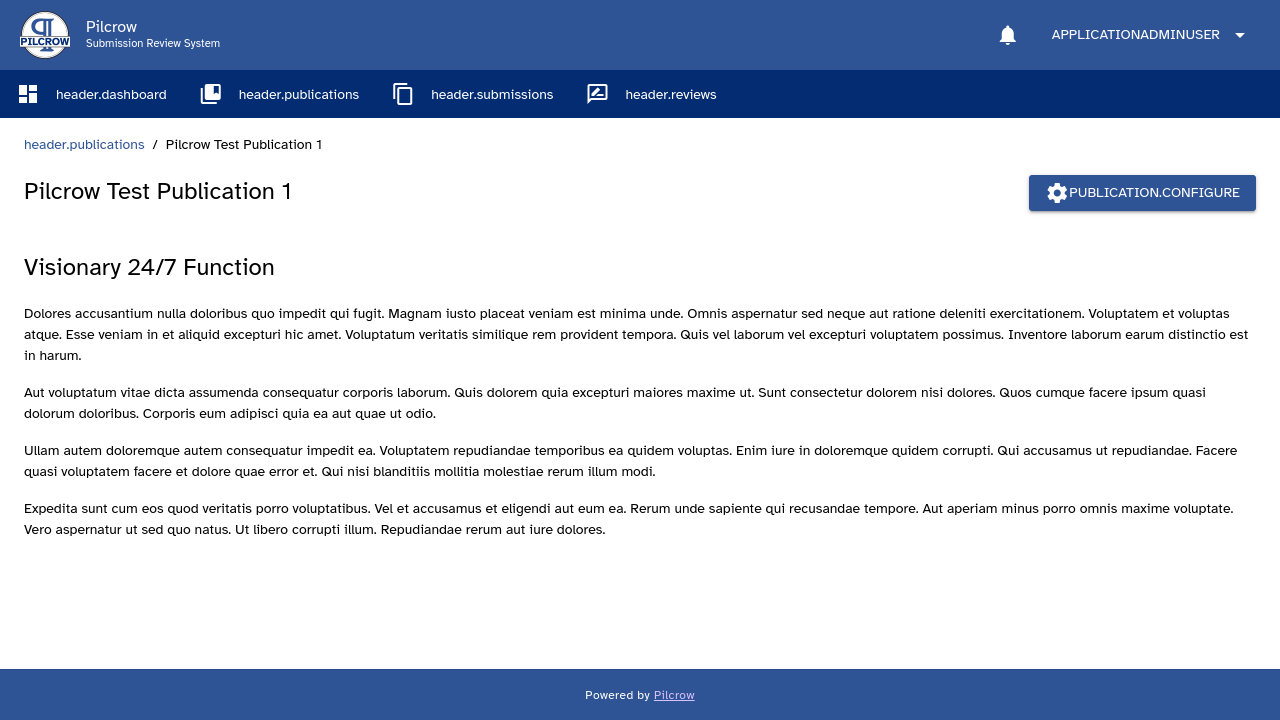 PILCROW
Pilcrow
Submission Review System
APPLICATIONADMINUSER
header.dashboard
header.publications
header.submissions
header.reviews
header.publications / Pilcrow Test Publication 1
Pilcrow Test Publication 1
PUBLICATION.CONFIGURE
Visionary 24/7 Function
Dolores accusantium nulla doloribus quo impedit qui fugit. Magnam iusto placeat veniam est minima unde. Omnis aspernatur sed neque aut ratione deleniti exercitationem. Voluptatem et voluptas
atque. Esse veniam in et aliquid excepturi hic amet. Voluptatum veritatis similique rem provident tempora. Quis vel laborum vel excepturi voluptatem possimus. Inventore laborum earum distinctio est
in harum.
Aut voluptatum vitae dicta assumenda consequatur corporis laborum. Quis dolorem quia excepturi maiores maxime ut. Sunt consectetur dolorem nisi dolores. Quos cumque facere ipsum quasi
dolorum doloribus. Corporis eum adipisci quia ea aut quae ut odio.
Ullam autem doloremque autem consequatur impedit ea. Voluptatem repudiandae temporibus ea quidem voluptas. Enim iure in doloremque quidem corrupti. Qui accusamus ut repudiandae. Facere
quasi voluptatem facere et dolore quae error et. Qui nisi blanditiis mollitia molestiae rerum illum modi.
Expedita sunt cum eos quod veritatis porro voluptatibus. Vel et accusamus et eligendi aut eum ea. Rerum unde sapiente qui recusandae tempore. Aut aperiam minus porro omnis maxime voluptate.
Vero aspernatur ut sed quo natus. Ut libero corrupti illum. Repudiandae rerum aut iure dolores.
Powered by Pilcrow